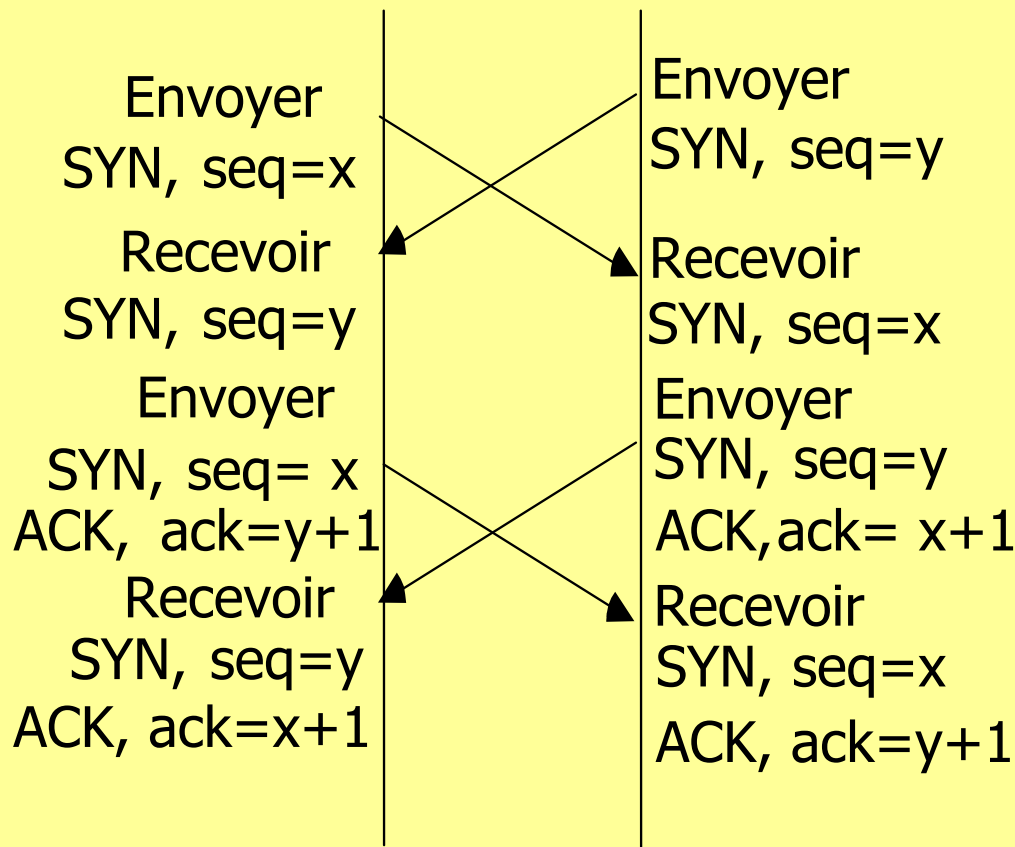 Envoyer
SYN, seq=x
Recevoir
SYN, seq=y
Envoyer
SYN, seq= x
ACK, ack=y+1
Recevoir
SYN, seq=y
ACK, ack=x+1
Envoyer
SYN, seq=y
Recevoir
SYN, seq=x
Envoyer
SYN, seq=y
ACK,ack= x+1
Recevoir
SYN, seq=x
ACK, ack=y+1